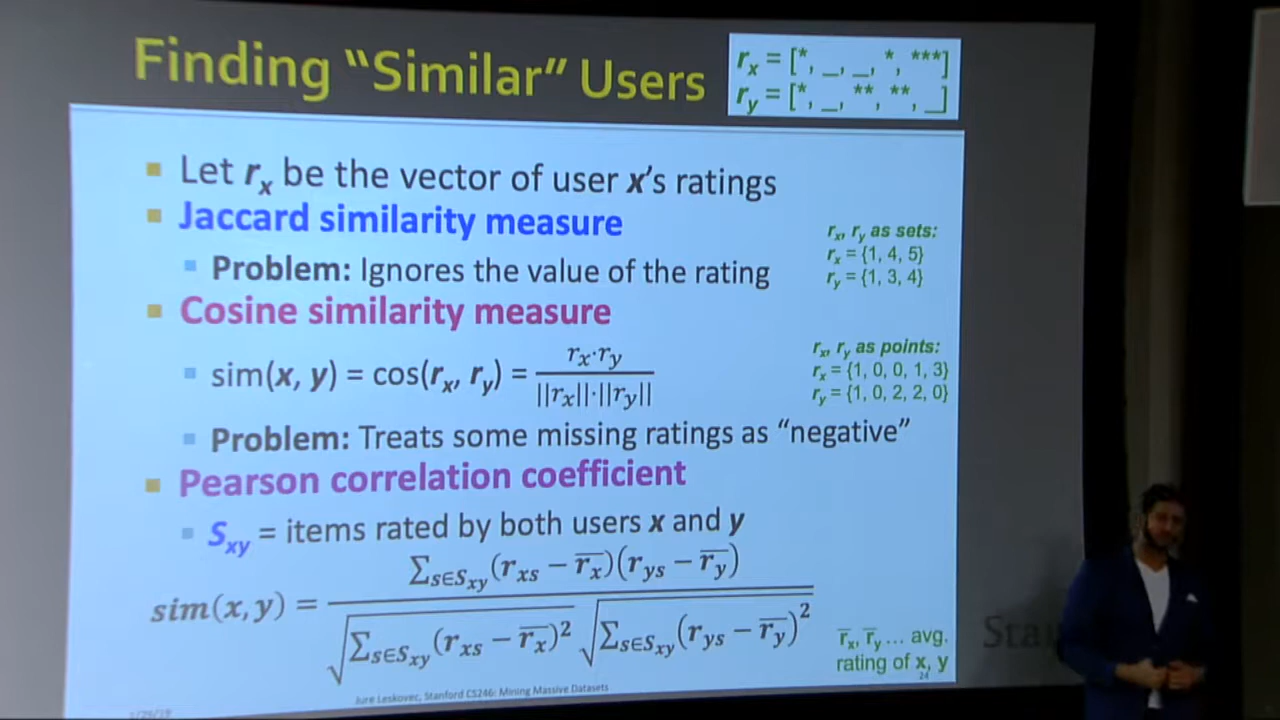 Finding “Similar” Users
rx = [*, _, _, *, ***]
ry = [*, _, **, **, _]
Let rx be the vector of user x’s ratings
Jaccard similarity measure
Problem: Ignores the value of the rating
rx, ry as sets:
rx = {1, 4, 5}
ry = {1, 3, 4}
Cosine similarity measure
sim(x, y) = cos(rx, ry) = rx·ry / ||rx||·||ry||
rx, ry as points:
rx = {1, 0, 0, 1, 3}
ry = {1, 0, 2, 2, 0}
Problem: Treats some missing ratings as “negative”
Pearson correlation coefficient
Sxy = items rated by both users x and y
sim(x, y) = ∑s∈Sxy(rxs − r̅x)(rys − r̅y) / √∑s∈Sxy(rxs − r̅x)² √∑s∈Sxy(rys − r̅y)²
r̅x, r̅y … avg.
rating of x, y
24
Jure Leskovec, Stanford CS246: Mining Massive Datasets